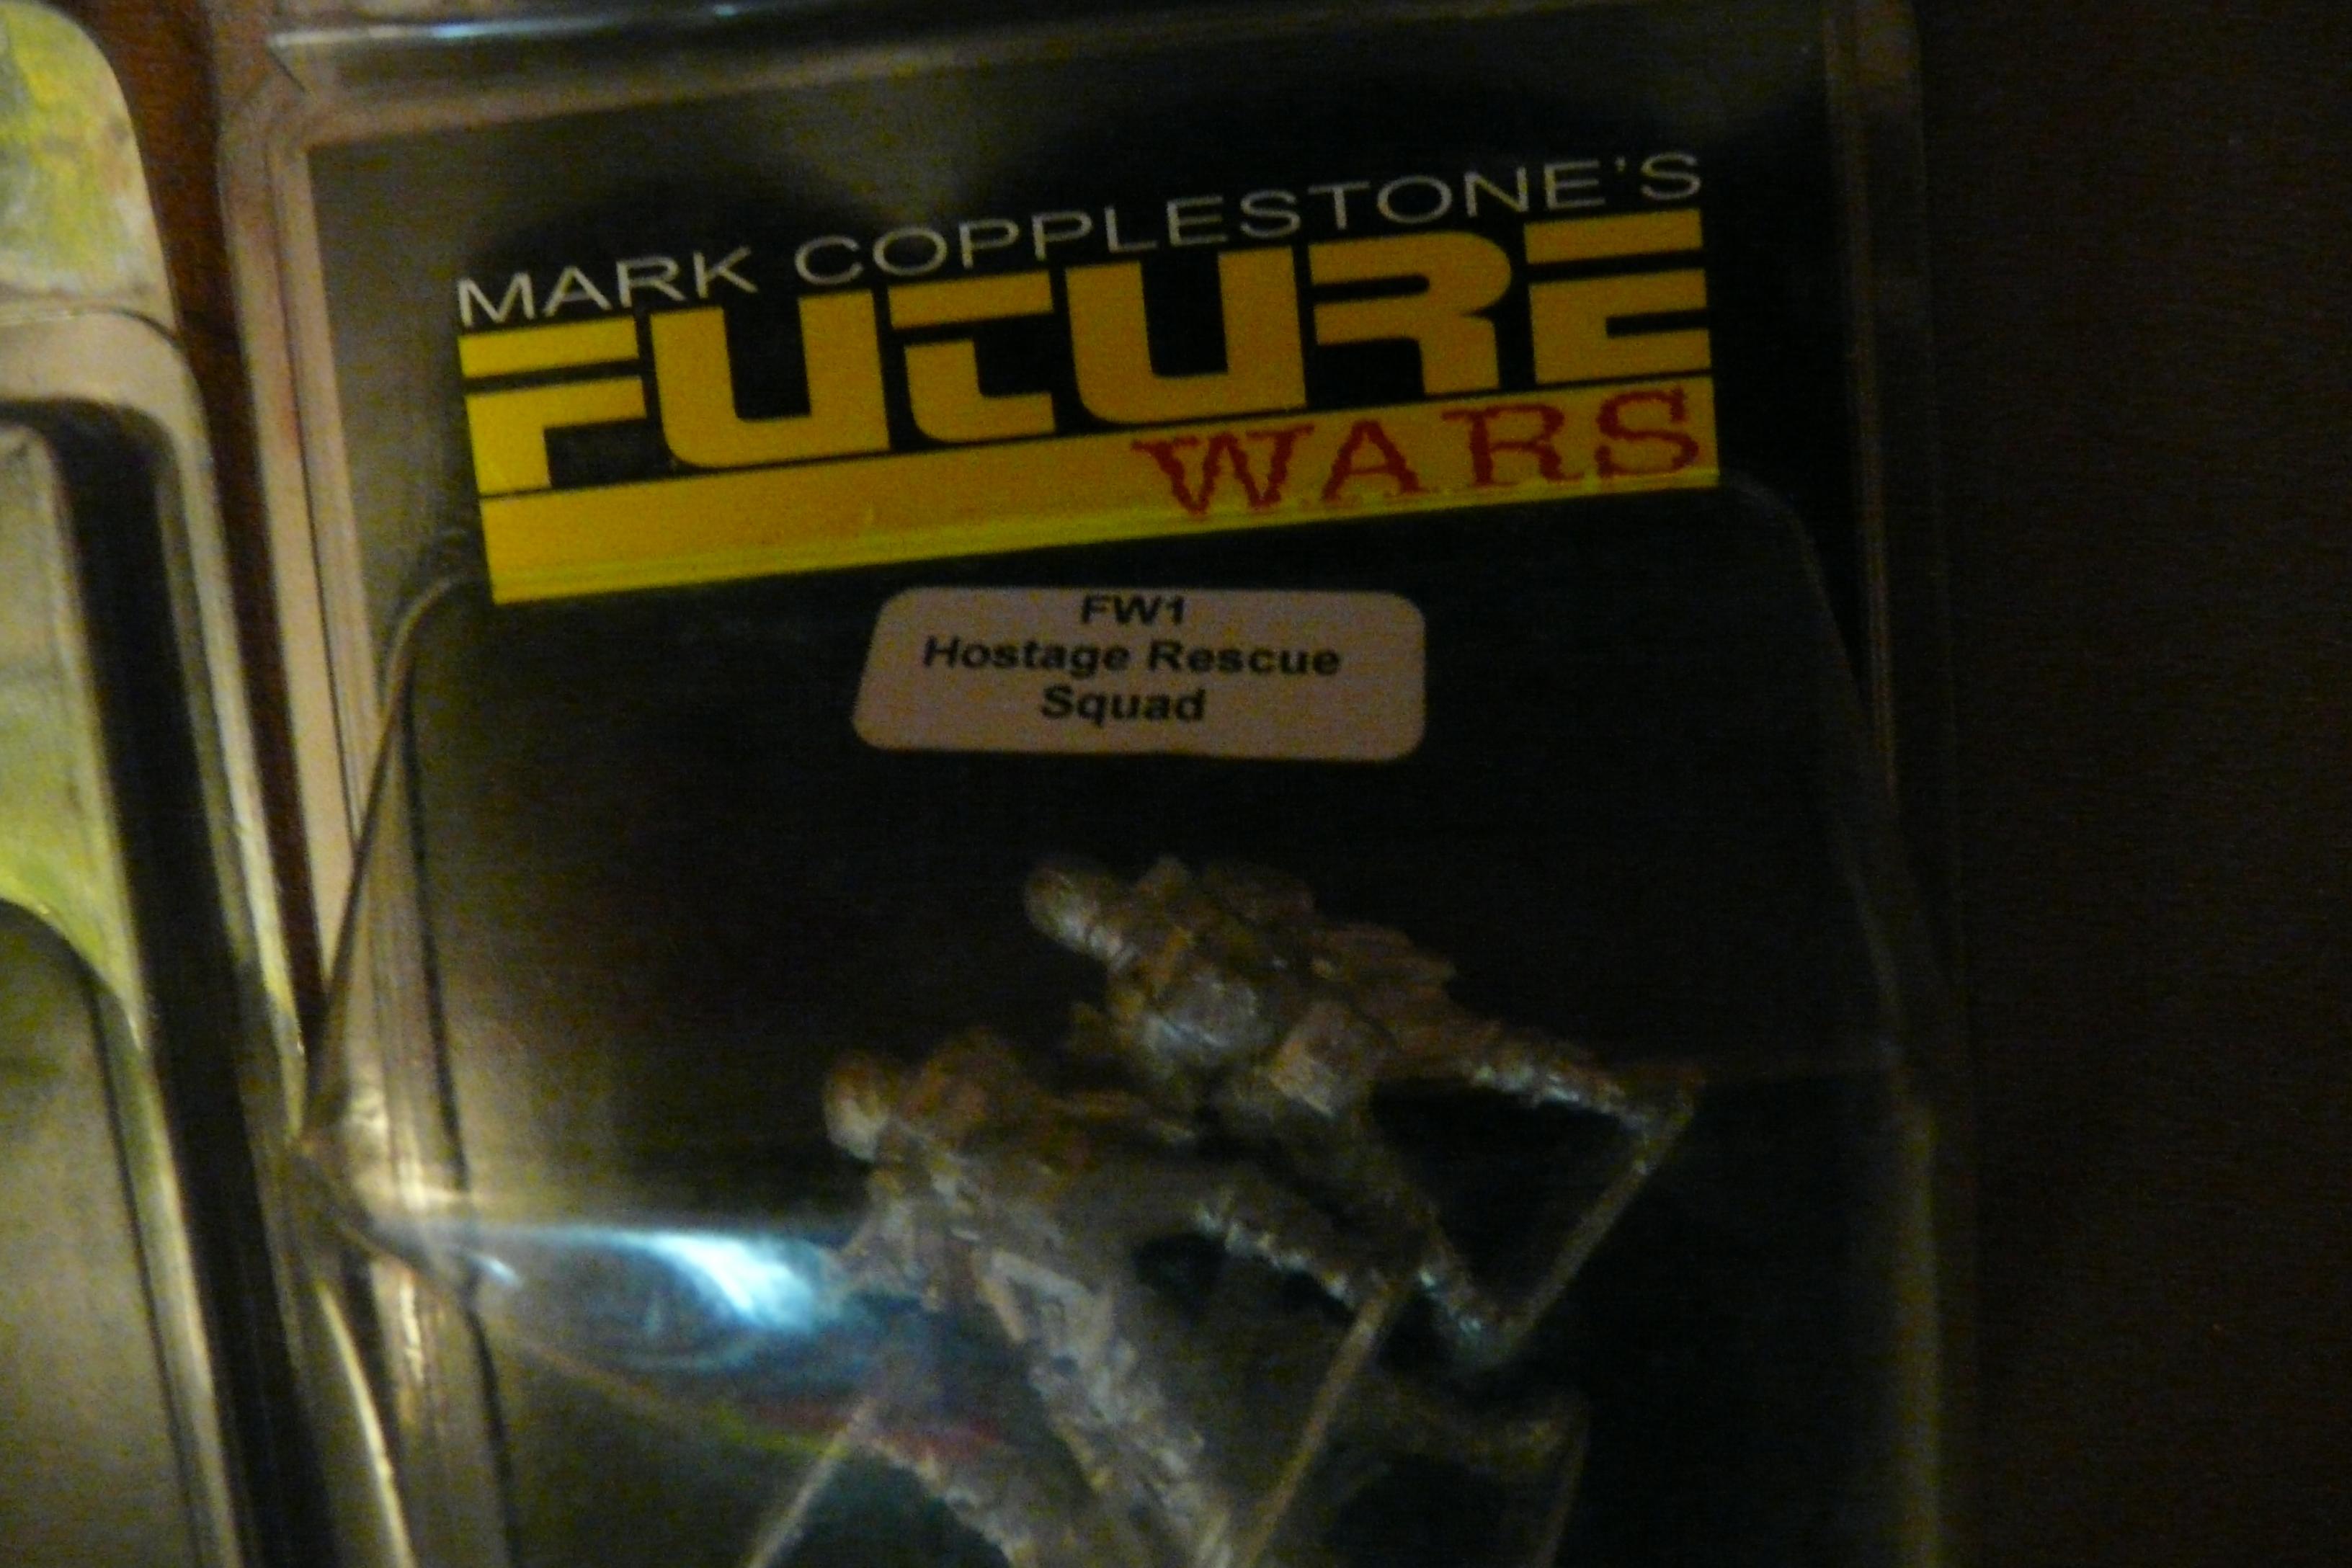 MARK COPPLESTONE'S
FUTURE
WARS
FW1
Hostage Rescue
Squad